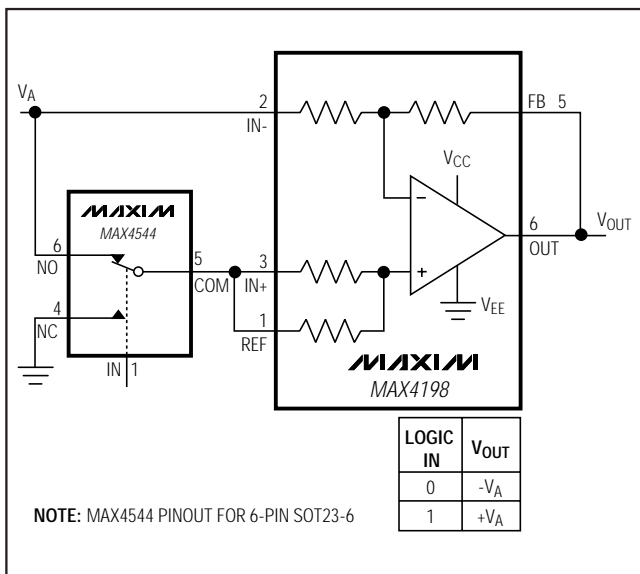 VA
2
IN-
FB 5
VCC
MAXIM
MAX4544
6
NO
5
COM
3
IN+
−
+
6
OUT
VOUT
4
NC
1
REF
VEE
IN 1
MAXIM
MAX4198
LOGIC IN VOUT
0 -VA
1 +VA
NOTE: MAX4544 PINOUT FOR 6-PIN SOT23-6